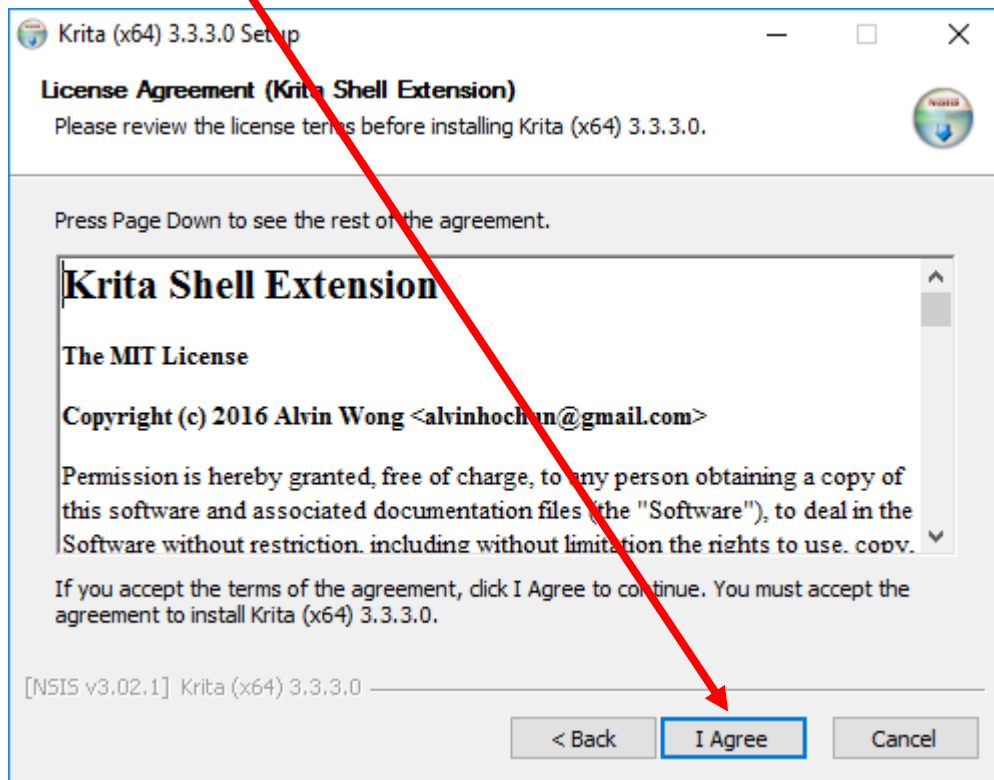 Krita (x64) 3.3.3.0 Setup
License Agreement (Krita Shell Extension)
Please review the license terms before installing Krita (x64) 3.3.3.0.
NSIS
Press Page Down to see the rest of the agreement.
Krita Shell Extension
The MIT License
Copyright (c) 2016 Alvin Wong <alvinhochun@gmail.com>
Permission is hereby granted, free of charge, to any person obtaining a copy of
this software and associated documentation files (the "Software"), to deal in the
Software without restriction, including without limitation the rights to use, copy,
If you accept the terms of the agreement, click I Agree to continue. You must accept the
agreement to install Krita (x64) 3.3.3.0.
[NSIS v3.02.1] Krita (x64) 3.3.3.0
< Back I Agree Cancel